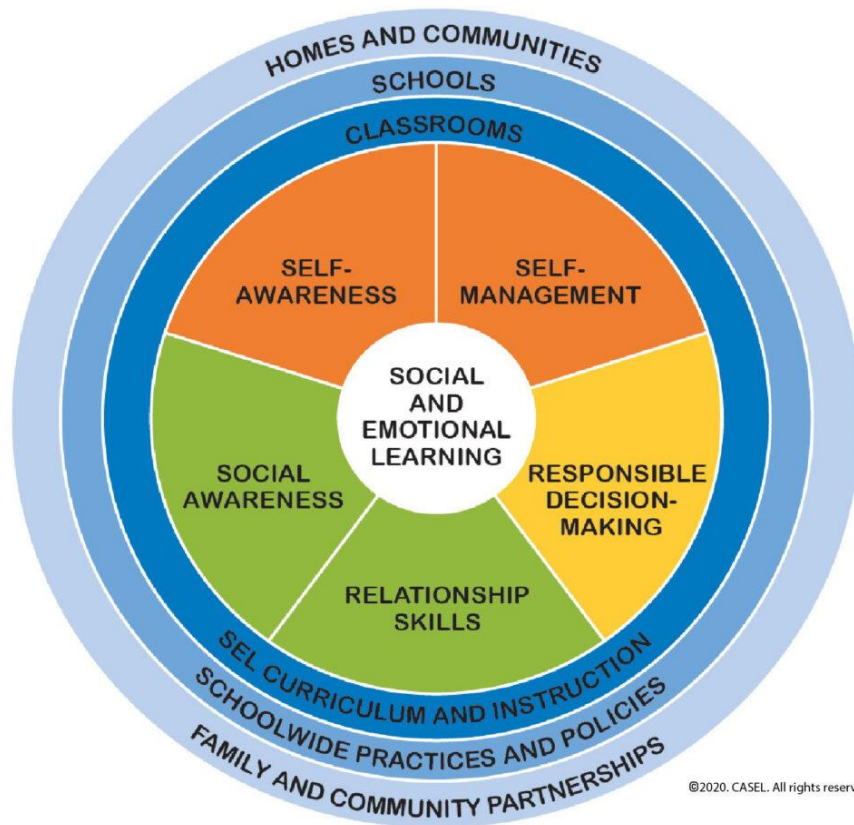 HOMES AND COMMUNITIES
SCHOOLS
CLASSROOMS
SELF-
AWARENESS
SELF-
MANAGEMENT
SOCIAL
AND
EMOTIONAL
LEARNING
SOCIAL
AWARENESS
RESPONSIBLE
DECISION-
MAKING
RELATIONSHIP
SKILLS
SEL CURRICULUM AND INSTRUCTION
SCHOOLWIDE PRACTICES AND POLICIES
FAMILY AND COMMUNITY PARTNERSHIPS
©2020. CASEL. All rights reserv